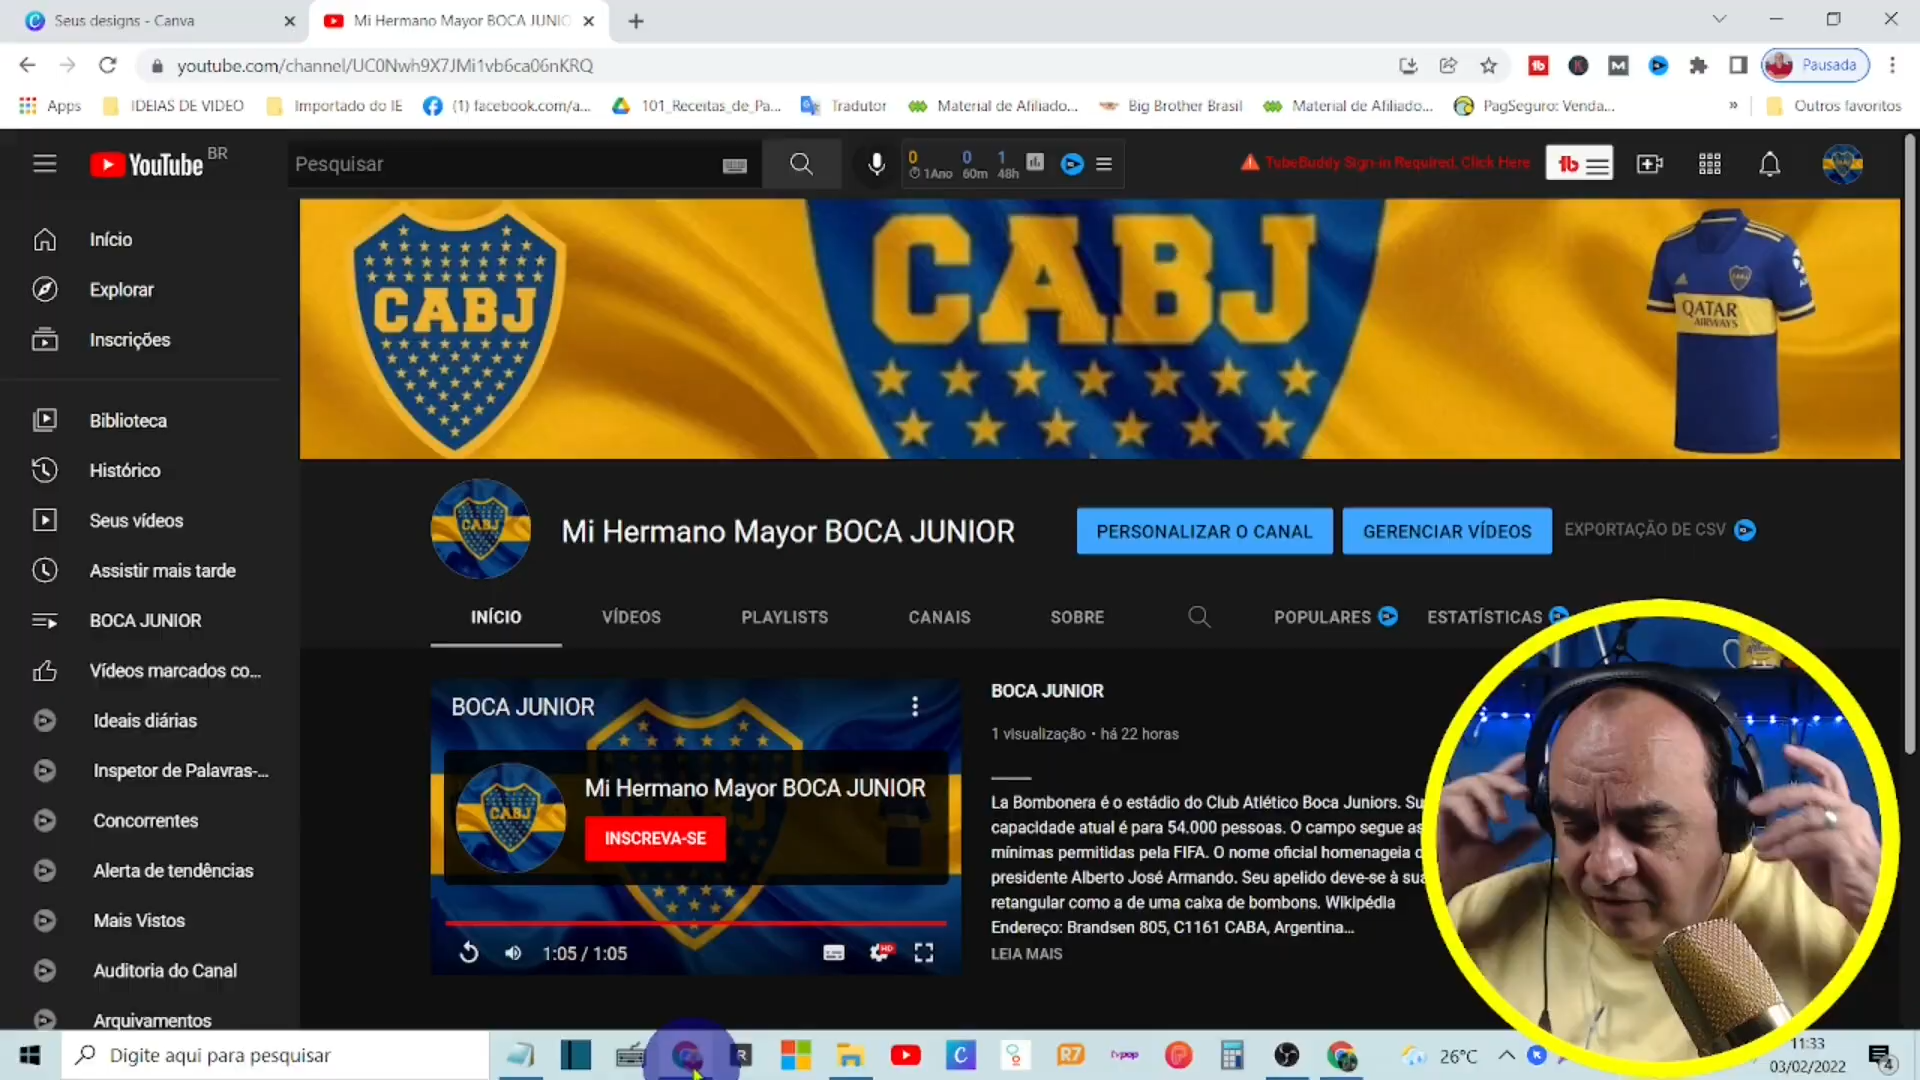 Seus designs - Canva
Mi Hermano Mayor BOCA JUNIO
youtube.com/channel/UC0Nwh9X7JMi1vb6ca06nKRQ
Pausada
Apps
IDEIAS DE VIDEO
Importado do IE
(1) facebook.com/a...
101_Receitas_de_Pa...
Tradutor
Material de Afiliado...
Big Brother Brasil
Material de Afiliado...
PagSeguro: Venda...
»
Outros favoritos
YouTube BR
Pesquisar
0 0 1
1Ano 60m 48h
TubeBuddy Sign-in Required, Click Here
tb
Início
Explorar
Inscrições
Biblioteca
Histórico
Seus vídeos
Assistir mais tarde
BOCA JUNIOR
Vídeos marcados co...
Ideais diárias
Inspetor de Palavras-...
Concorrentes
Alerta de tendências
Mais Vistos
Auditoria do Canal
Arquivamentos
CABJ
CABJ
QATAR
AIRWAYS
CABJ
Mi Hermano Mayor BOCA JUNIOR
PERSONALIZAR O CANAL
GERENCIAR VÍDEOS
EXPORTAÇÃO DE CSV
INÍCIO
VÍDEOS
PLAYLISTS
CANAIS
SOBRE
POPULARES
ESTATÍSTICAS
BOCA JUNIOR
Mi Hermano Mayor BOCA JUNIOR
CABJ
INSCREVA-SE
1:05 / 1:05
HD
BOCA JUNIOR
1 visualização • há 22 horas
La Bombonera é o estádio do Club Atlético Boca Juniors. Su
capacidade atual é para 54.000 pessoas. O campo segue as
mínimas permitidas pela FIFA. O nome oficial homenageia o
presidente Alberto José Armando. Seu apelido deve-se à sua
retangular como a de uma caixa de bombons. Wikipédia
Endereço: Brandsen 805, C1161 CABA, Argentina...
LEIA MAIS
Digite aqui para pesquisar
R
C
R7
tvpop
26°C
11:33
03/02/2022
4